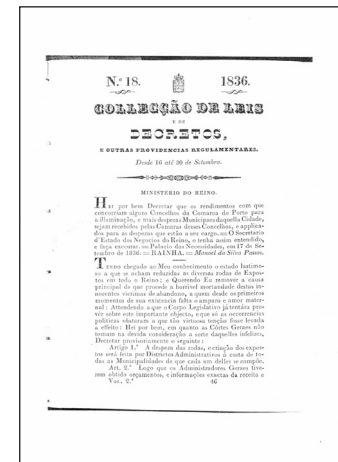 N.º 18. 1836.
COLLECÇÃO DE LEIS
E DE
DECRETOS,
E OUTRAS PROVIDENCIAS REGULAMENTARES.
Desde 16 até 30 de Setembro.
MINISTERIO DO REINO.
HEI por bem Decretar que os rendimentos com que
concorriam alguns Concelhos da Comarca do Porto para
a illuminação, e mais despezas Municipaes daquella Cidade,
sejam recebidos pelas Camaras desses Concelhos, e applica-
dos para as despezas que estão a seu cargo. = O Secretario
d'Estado dos Negocios do Reino, o tenha assim entendido,
e faça executar. = Palacio das Necessidades, em 17 de Se-
tembro de 1836. = RAINHA. = Manoel da Silva Passos.
TENDO chegado ao Meu conhecimento o estado lastimo-
so a que se acham reduzidas as diversas rodas de Expos-
tos em todo o Reino; e Querendo Eu remover a causa
principal de que procede a horrivel mortandade destas in-
nocentes victimas do abandono, a quem desde os primeiros
momentos de sua existencia falta o amparo e amor mater-
nal: Attendendo a que o Corpo Legislativo já tentára pro-
vêr sobre este importante objecto, e que só as occorrencias
politicas obstaram a que tão virtuosa tenção fosse levada
a effeito: Hei por bem, em quanto as Côrtes Geraes não
tomam na devida consideração a sorte daquelles infelizes,
Decretar provisoriamente o seguinte:
Artigo 1.º A despeza das rodas, e criação dos expos-
tos será feita por Districtos Administrativos á custa de to-
das as Municipalidades de que cada um delles se compõe.
Art. 2.º Logo que os Administradores Geraes tive-
rem obtido orçamentos, e informações exactas da receita e
Vol. 2.º 46